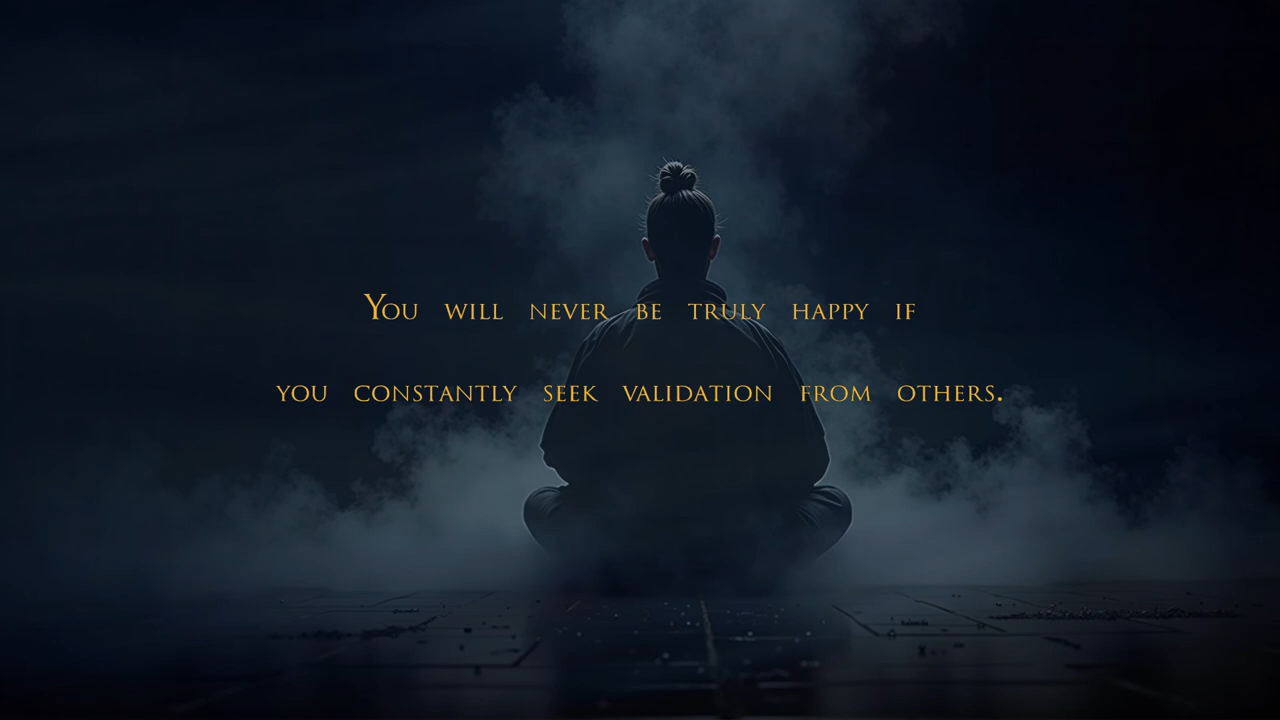 You will never be truly happy if
you constantly seek validation from others.